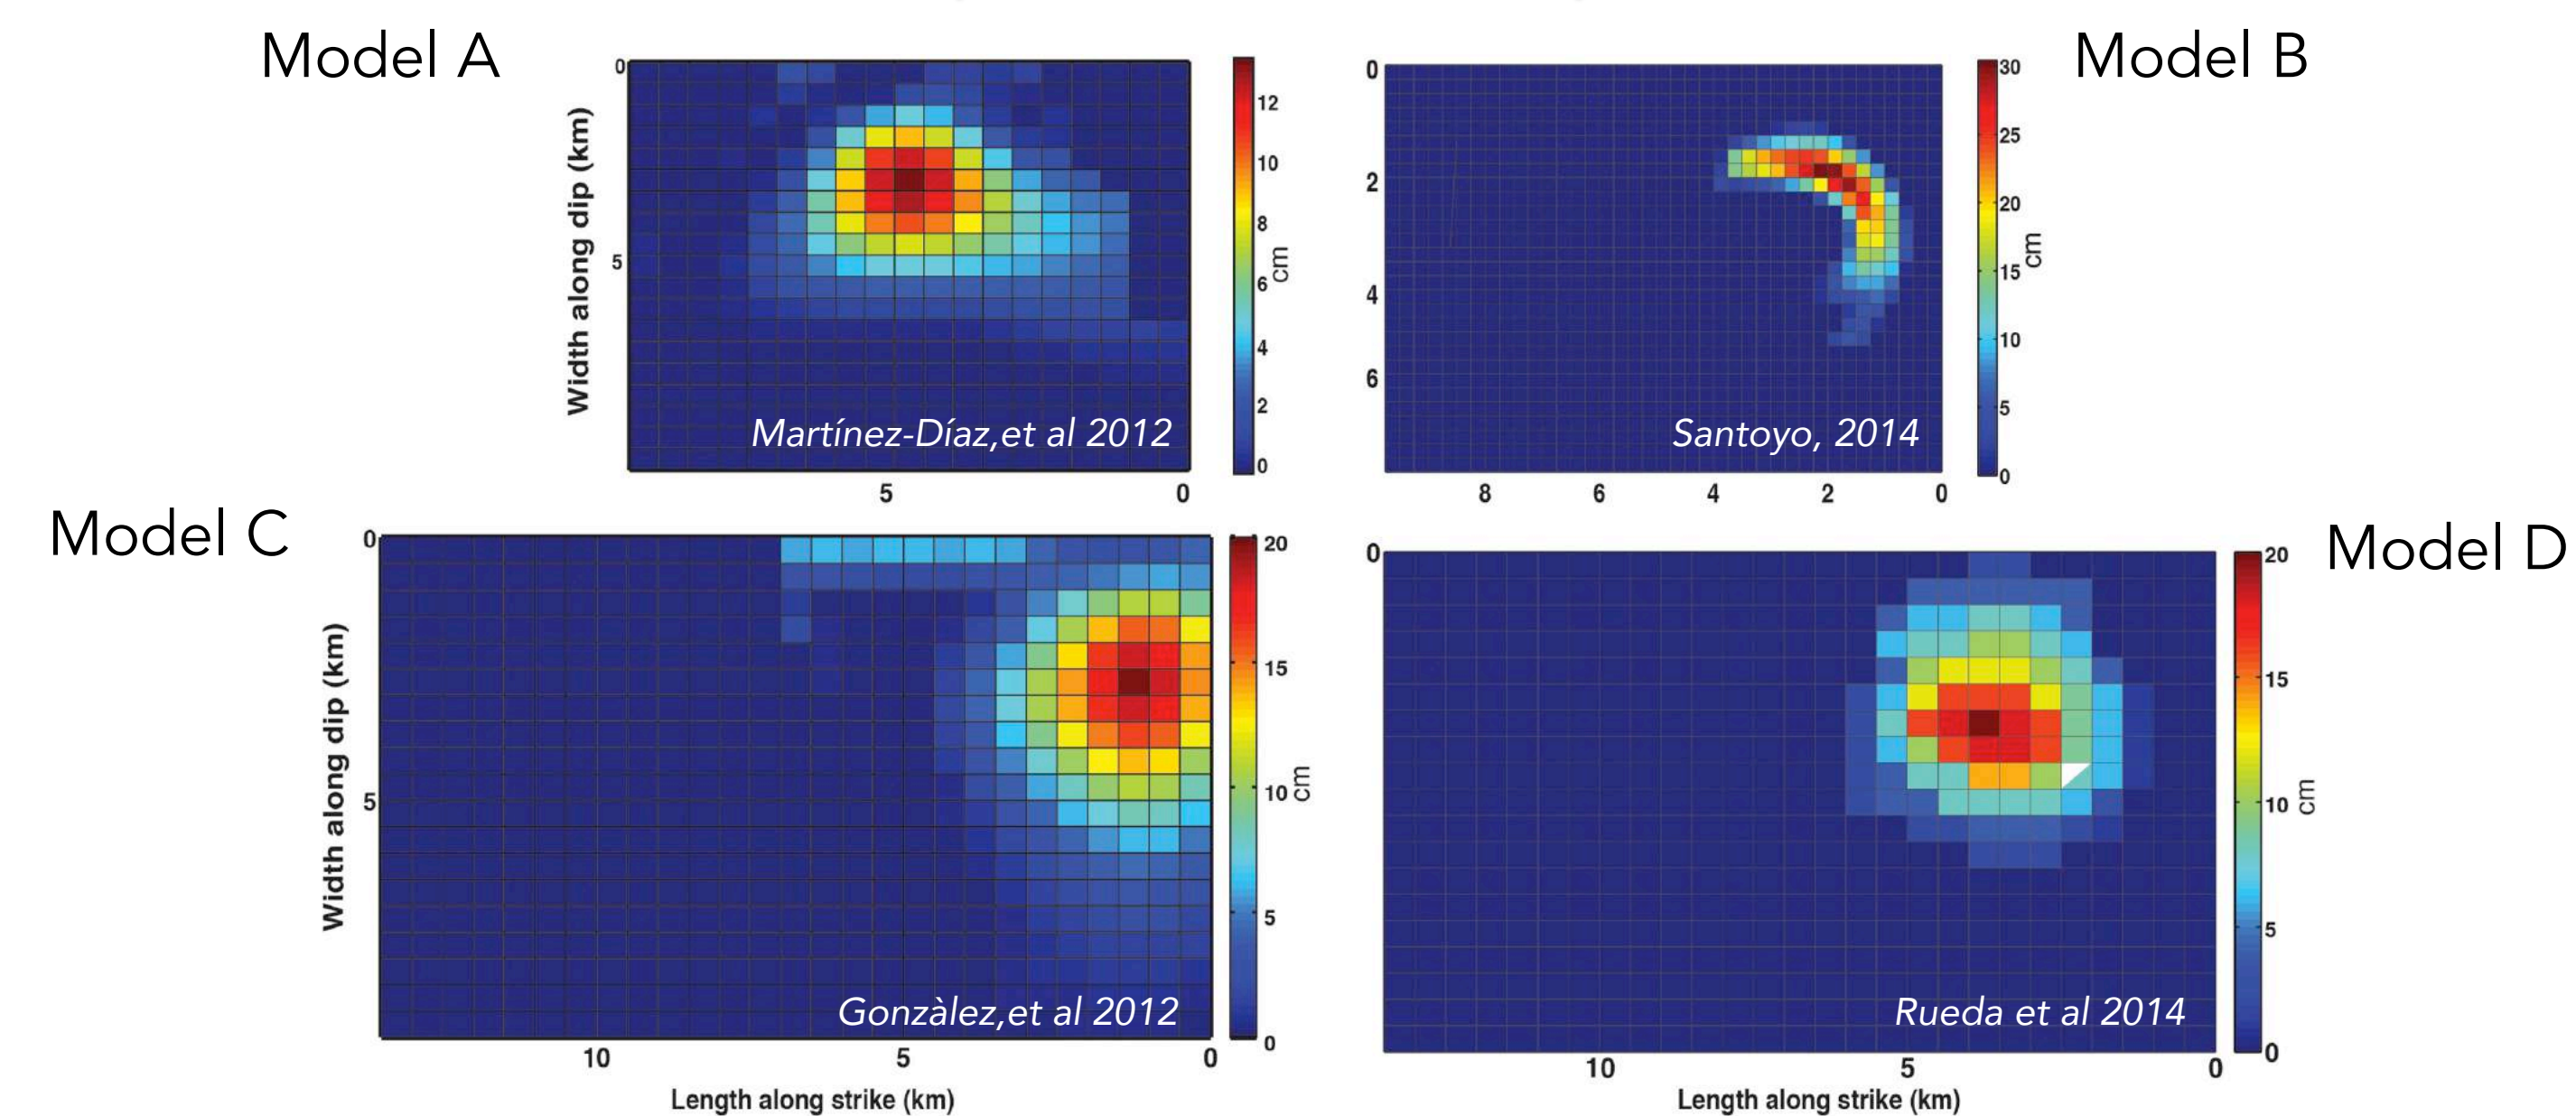 Model A
Width along dip (km)
0
5
5
0
12
10
8
6
4
2
0
cm
Martínez-Díaz,et al 2012
Model B
0
2
4
6
8
6
4
2
0
30
25
20
15
10
5
0
cm
Santoyo, 2014
Model C
Width along dip (km)
0
5
10
5
0
Length along strike (km)
20
15
10
5
0
cm
Gonzàlez,et al 2012
Model D
0
10
5
0
Length along strike (km)
20
15
10
5
0
cm
Rueda et al 2014